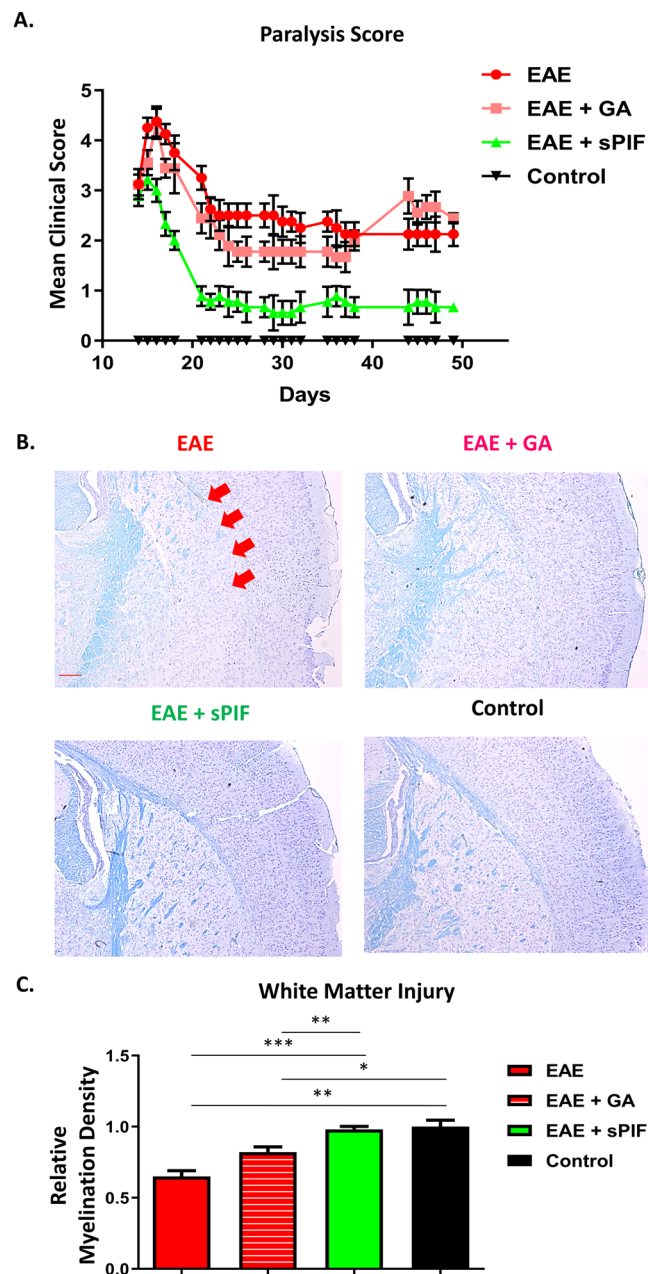 A.
Paralysis Score
EAE
EAE + GA
EAE + sPIF
Control
Mean Clinical Score
5
4
3
2
1
0
10
20
30
40
50
Days
B.
EAE
EAE + GA
EAE + sPIF
Control
C.
White Matter Injury
**
***
*
**
Relative
Myelination Density
1.5
1.0
0.5
0.0
EAE
EAE + GA
EAE + sPIF
Control